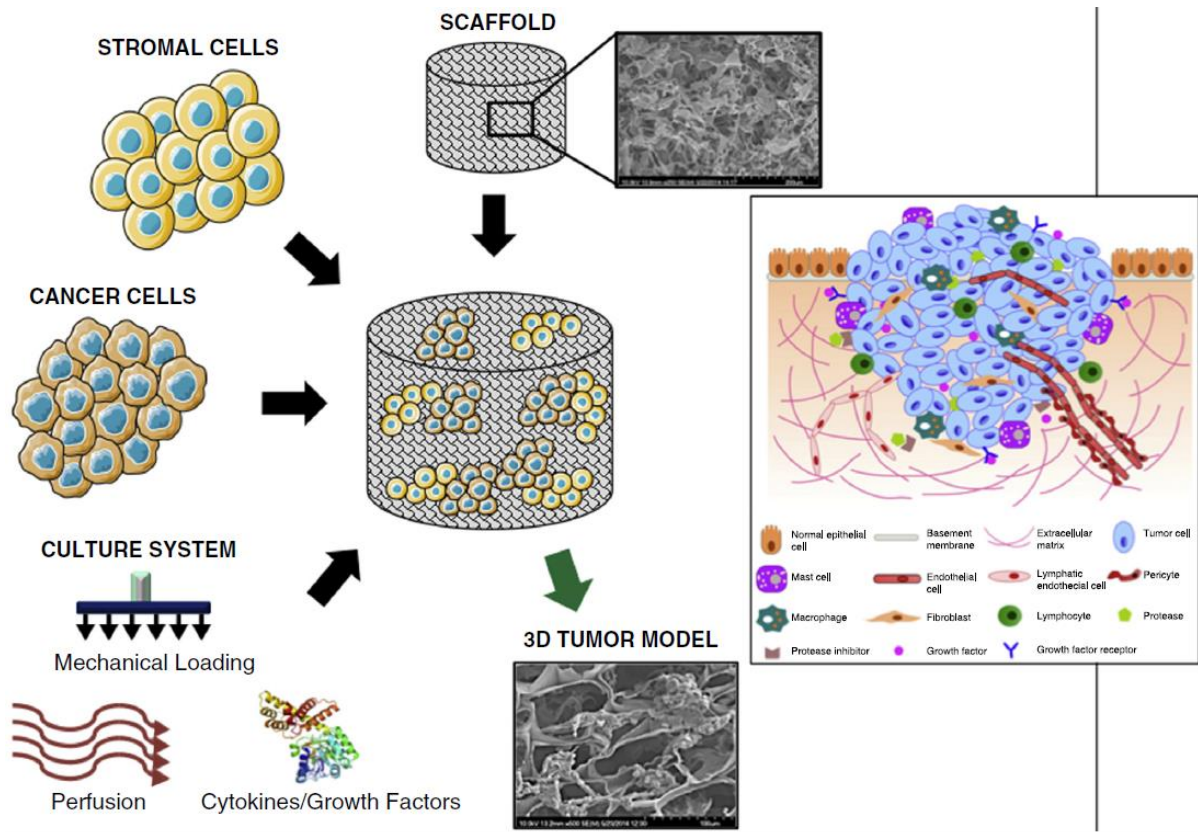 SCAFFOLD
STROMAL CELLS
CANCER CELLS
CULTURE SYSTEM
Mechanical Loading
Perfusion
Cytokines/Growth Factors
3D TUMOR MODEL
Normal epithelial
cell
Basement
membrane
Extracellular
matrix
Tumor cell
Mast cell
Endothelial
cell
Lymphatic
endothecial cell
Pericyte
Macrophage
Fibroblast
Lymphocyte
Protease
Protease inhibitor
Growth factor
Growth factor receptor